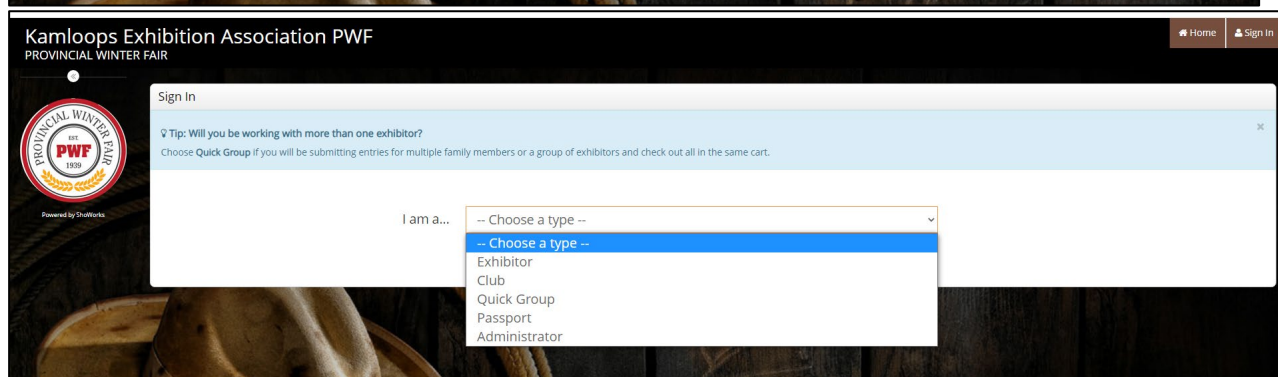 Kamloops Exhibition Association PWF
PROVINCIAL WINTER FAIR
Home
Sign In
PROVINCIAL WINTER FAIR
EST.
PWF
1939
Powered by ShoWorks
Sign In
Tip: Will you be working with more than one exhibitor?
Choose Quick Group if you will be submitting entries for multiple family members or a group of exhibitors and check out all in the same cart.
I am a...
-- Choose a type --
-- Choose a type --
Exhibitor
Club
Quick Group
Passport
Administrator